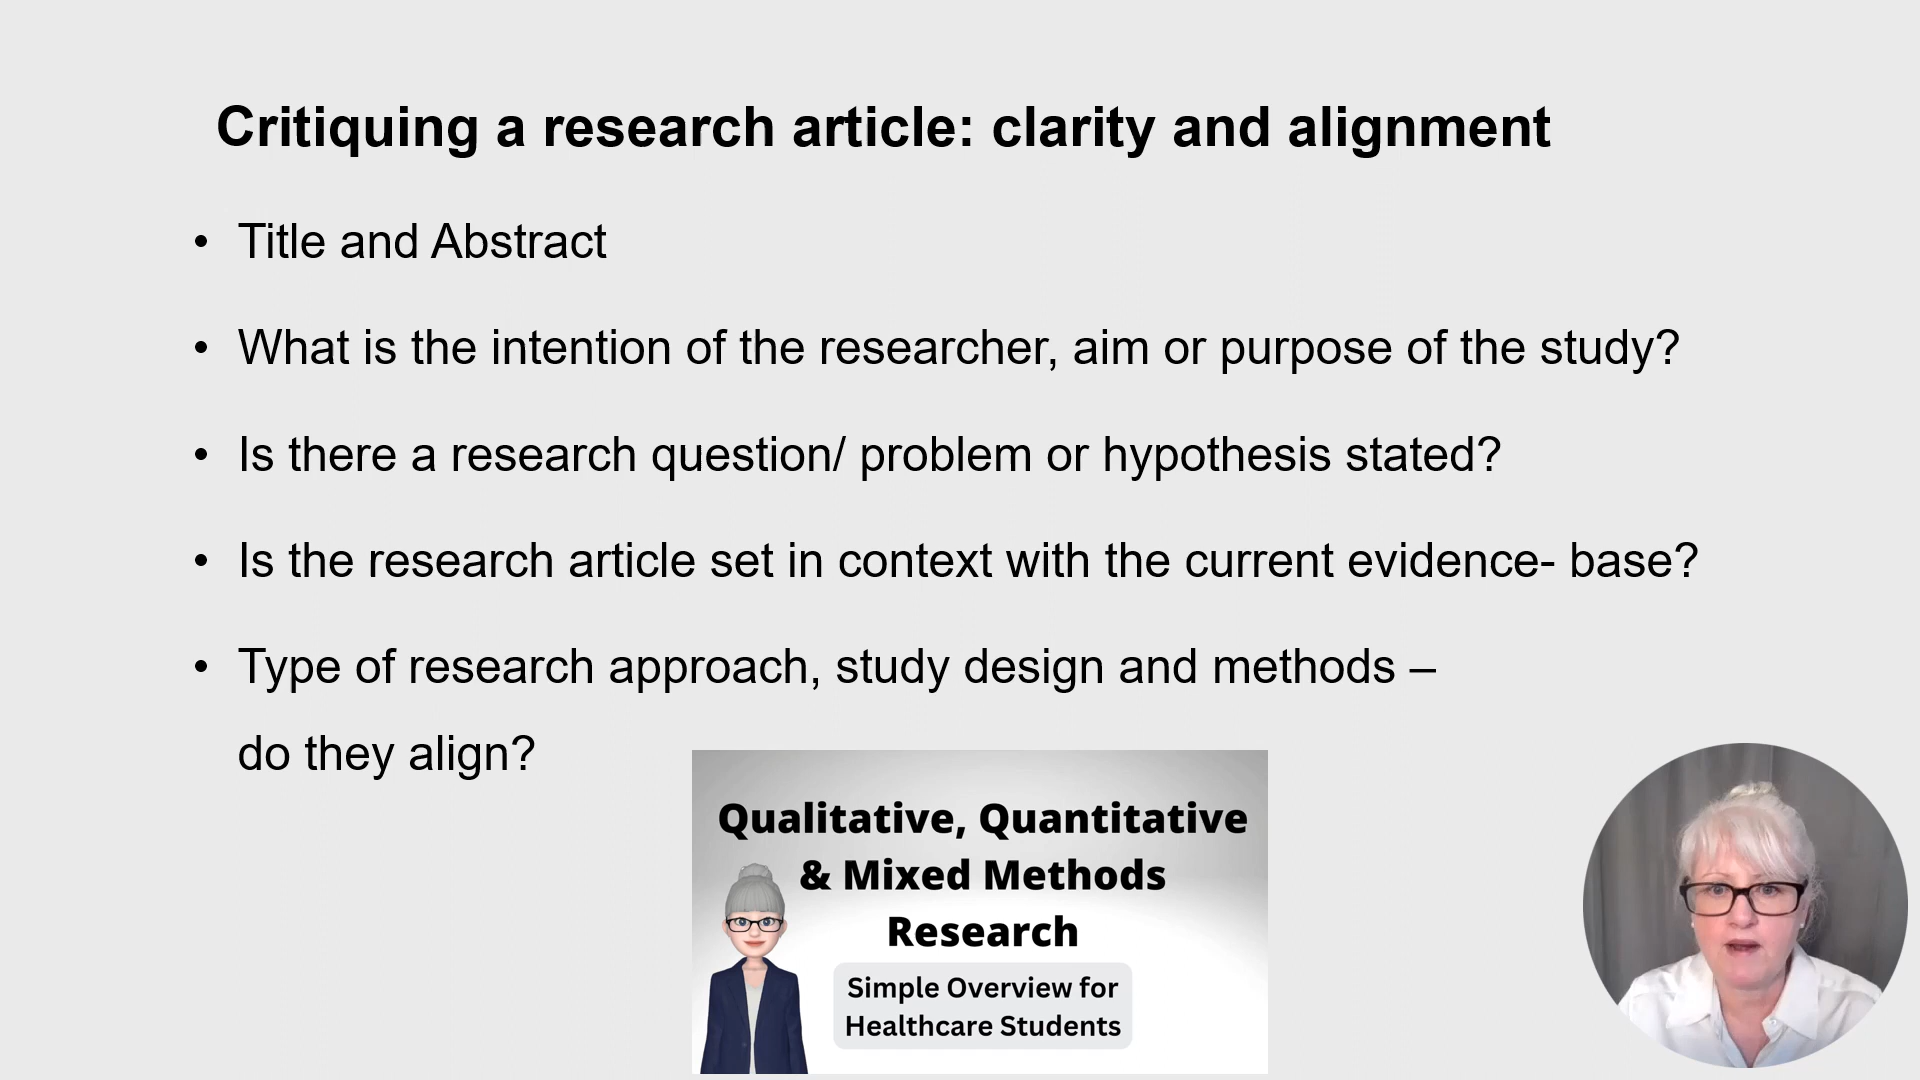 Critiquing a research article: clarity and alignment
• Title and Abstract
• What is the intention of the researcher, aim or purpose of the study?
• Is there a research question/ problem or hypothesis stated?
• Is the research article set in context with the current evidence- base?
• Type of research approach, study design and methods –
do they align?
Qualitative, Quantitative
& Mixed Methods
Research
Simple Overview for
Healthcare Students